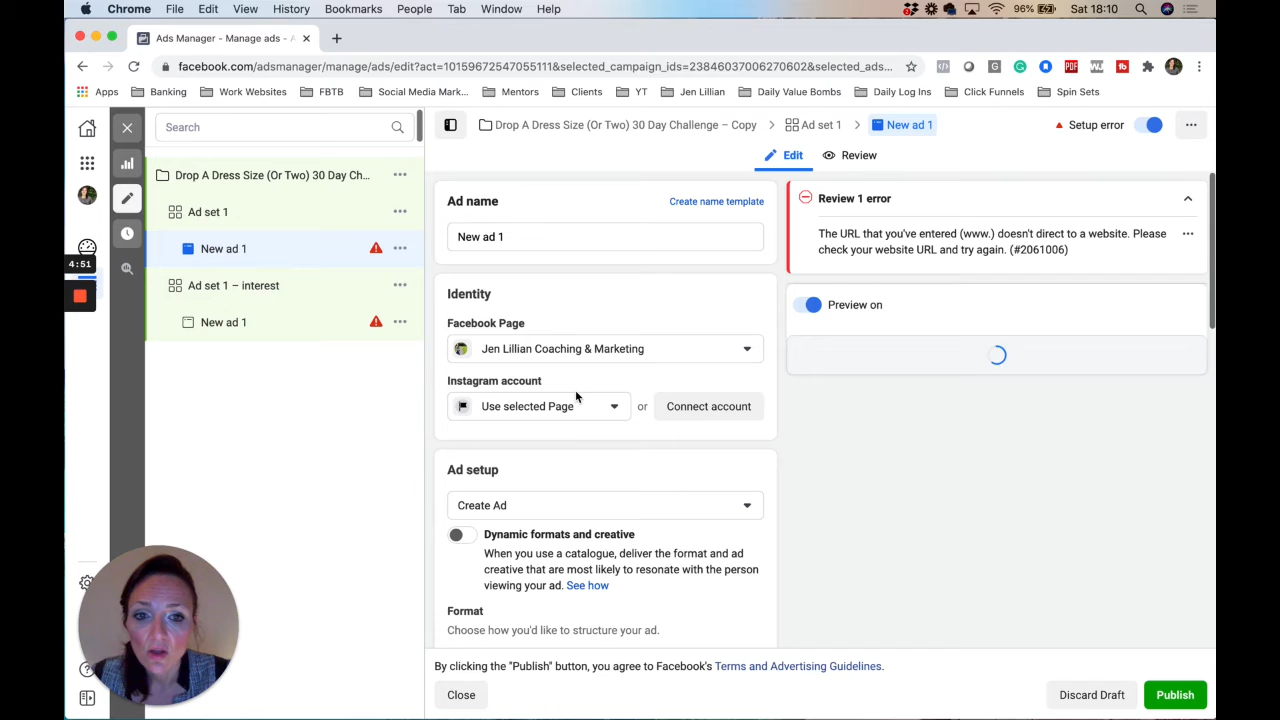 Chrome File Edit View History Bookmarks People Tab Window Help 96% Sat 18:10
Ads Manager - Manage ads - A
facebook.com/adsmanager/manage/ads/edit?act=10159672547055111&selected_campaign_ids=23846037006270602&selected_ads...
Apps Banking Work Websites FBTB Social Media Mark... Mentors Clients YT Jen Lillian Daily Value Bombs Daily Log Ins Click Funnels Spin Sets
Search
Drop A Dress Size (Or Two) 30 Day Challenge – Copy Ad set 1 New ad 1 Setup error
Edit Review
Drop A Dress Size (Or Two) 30 Day Ch...
Ad set 1
New ad 1
Ad set 1 – interest
New ad 1
4:51
Ad name Create name template
New ad 1
Identity
Facebook Page
Jen Lillian Coaching & Marketing
Instagram account
Use selected Page or Connect account
Ad setup
Create Ad
Dynamic formats and creative
When you use a catalogue, deliver the format and ad
creative that are most likely to resonate with the person
viewing your ad. See how
Format
Choose how you'd like to structure your ad.
Review 1 error
The URL that you've entered (www.) doesn't direct to a website. Please
check your website URL and try again. (#2061006)
Preview on
By clicking the "Publish" button, you agree to Facebook's Terms and Advertising Guidelines.
Close Discard Draft Publish